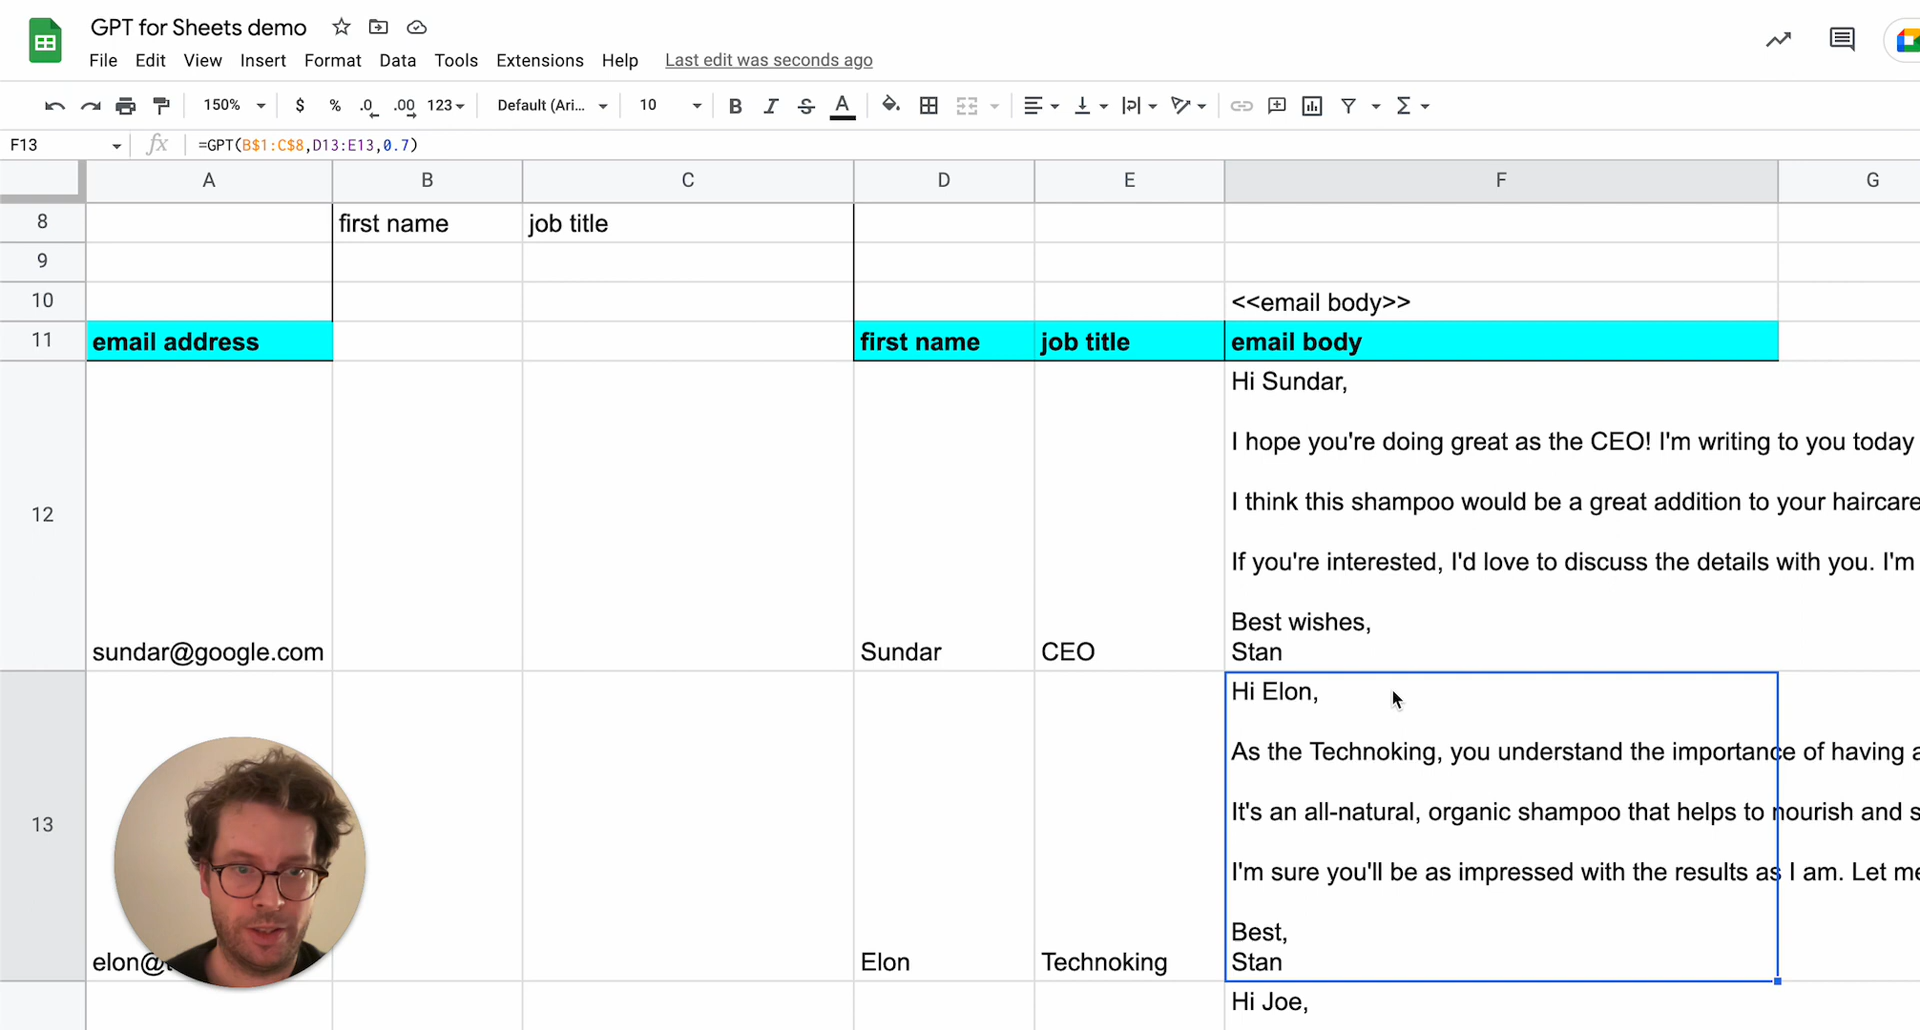 GPT for Sheets demo
File Edit View Insert Format Data Tools Extensions Help Last edit was seconds ago
150% $ % .0 .00 123 Default (Ari... 10 B I S A
F13 fx =GPT(B$1:C$8,D13:E13,0.7)
A B C D E F G
8 first name job title
9
10 <<email body>>
11 email address first name job title email body
Hi Sundar,
I hope you're doing great as the CEO! I'm writing to you today
I think this shampoo would be a great addition to your haircare
12
If you're interested, I'd love to discuss the details with you. I'm
Best wishes,
sundar@google.com Sundar CEO Stan
Hi Elon,
As the Technoking, you understand the importance of having a
It's an all-natural, organic shampoo that helps to nourish and s
13
I'm sure you'll be as impressed with the results as I am. Let me
Best,
elon@t Elon Technoking Stan
Hi Joe,